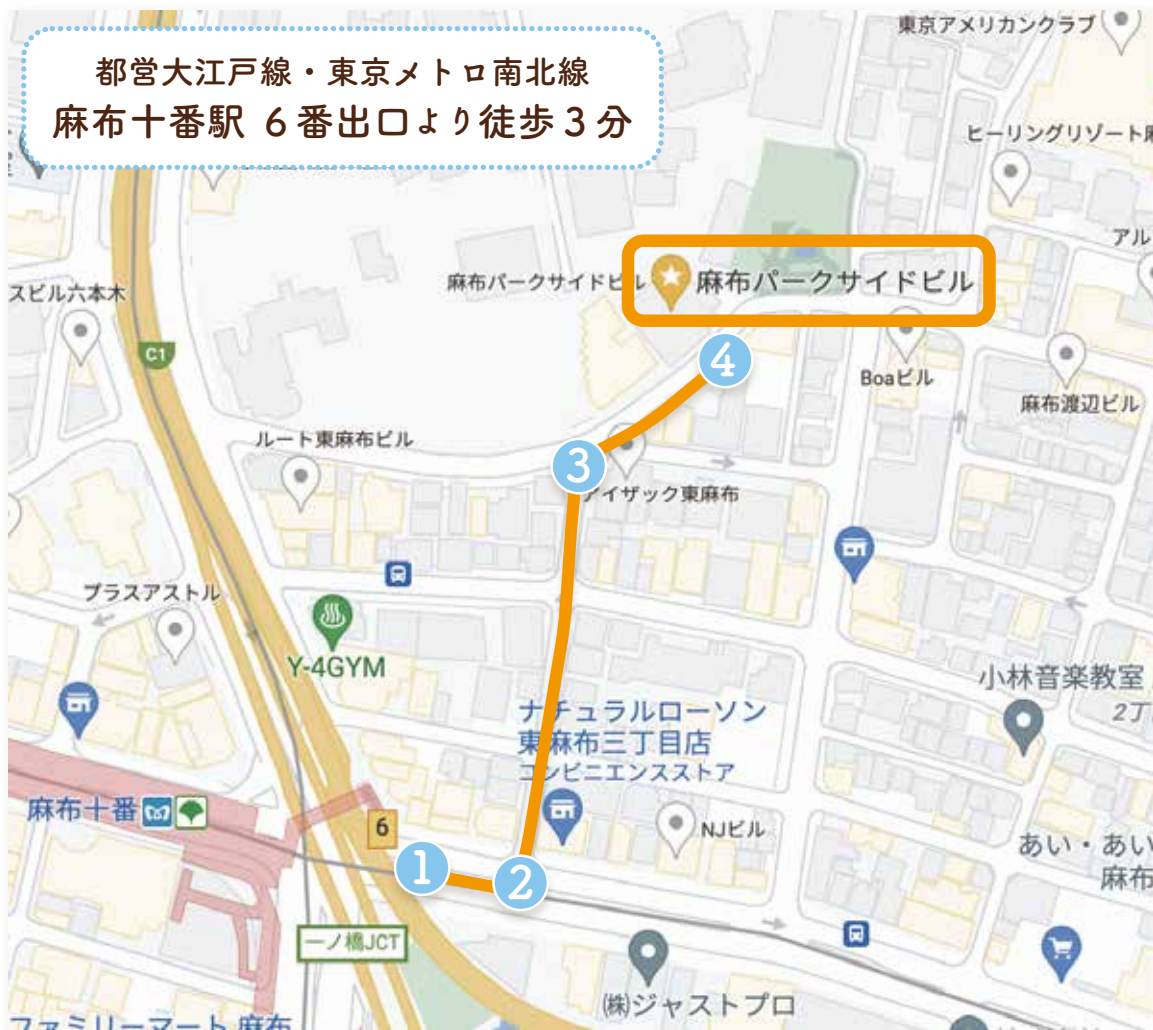 都営大江戸線・東京メトロ南北線
麻布十番駅 6番出口より徒歩3分
東京アメリカンクラブ
ヒーリングリゾート麻
アル
麻布パークサイドビル
麻布パークサイドビル
スビル六本木
C1
4
Boaビル
麻布渡辺ビル
ルート東麻布ビル
3
アイザック東麻布
プラスアストル
Y-4GYM
小林音楽教室
2丁
ナチュラルローソン
東麻布三丁目店
コンビニエンスストア
麻布十番
6
NJビル
あい・あい
麻布
1
2
一ノ橋JCT
(株)ジャストプロ
ファミリーマート 麻布